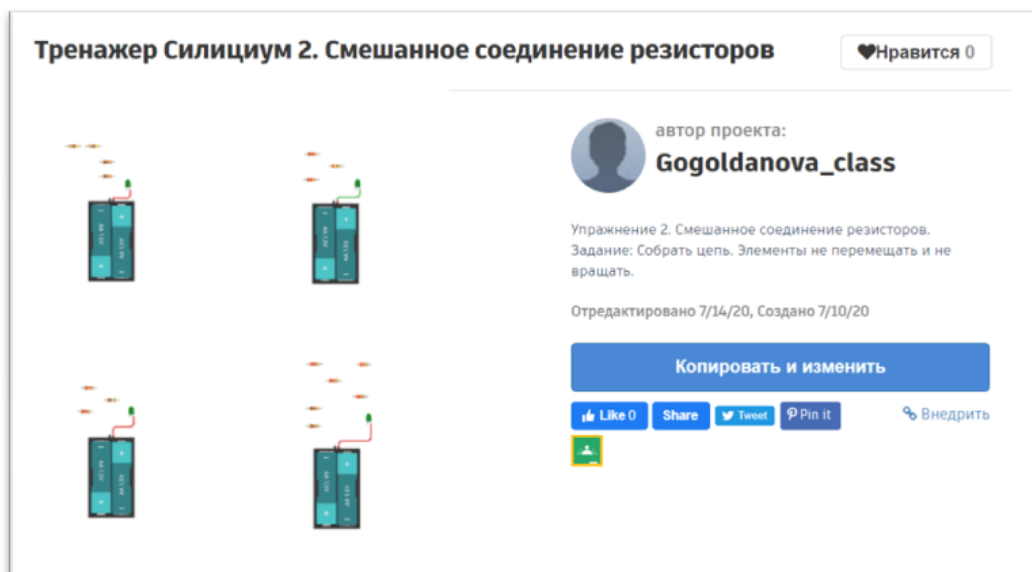 Тренажер Силициум 2. Смешанное соединение резисторов
Нравится 0
автор проекта:
Gogoldanova_class
Упражнение 2. Смешанное соединение резисторов.
Задание: Собрать цепь. Элементы не перемещать и не
вращать.
Отредактировано 7/14/20, Создано 7/10/20
Копировать и изменить
Like 0 Share Tweet Pin it Внедрить